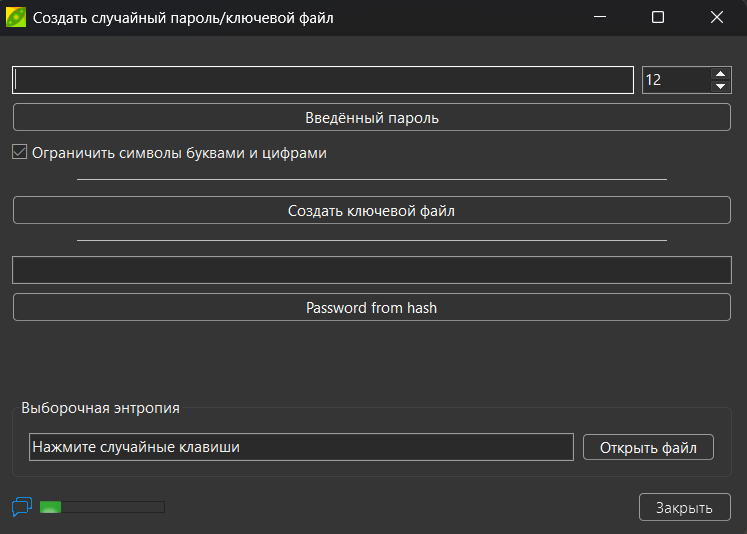 Создать случайный пароль/ключевой файл
12
Введённый пароль
Ограничить символы буквами и цифрами
Создать ключевой файл
Password from hash
Выборочная энтропия
Нажмите случайные клавиши
Открыть файл
Закрыть